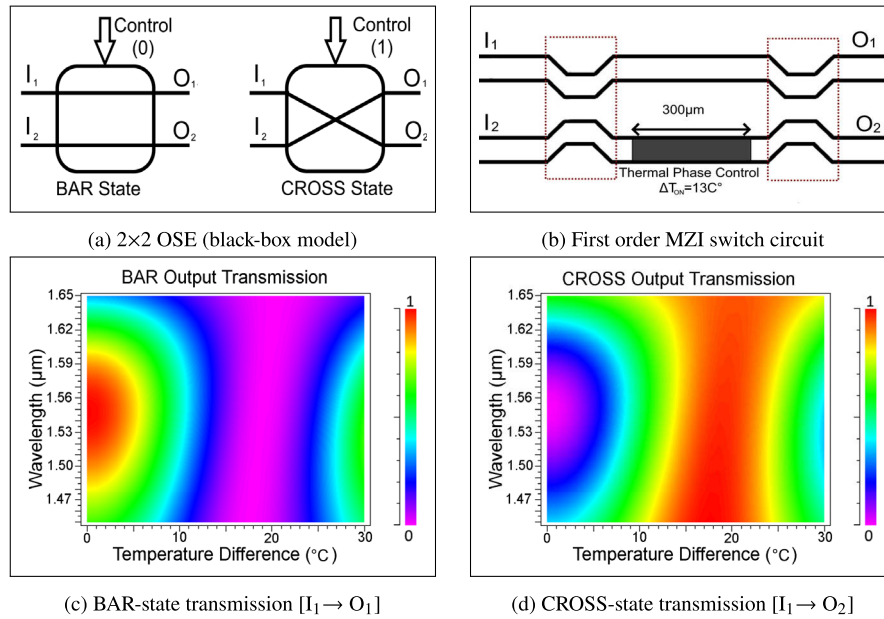 Control
(0)
I₁
O₁
I₂
O₂
BAR State
Control
(1)
I₁
O₁
I₂
O₂
CROSS State
(a) 2×2 OSE (black-box model)
I₁
O₁
I₂
O₂
300µm
Thermal Phase Control
ΔT_ON=13C°
(b) First order MZI switch circuit
BAR Output Transmission
Wavelength (µm)
1.65
1.62
1.59
1.56
1.50
1.47
0
10
20
30
Temperature Difference (°C)
1
0
(c) BAR-state transmission [I₁→ O₁]
CROSS Output Transmission
Wavelength (µm)
1.65
1.62
1.59
1.56
1.50
1.47
0
10
20
30
Temperature Difference (°C)
1
0
(d) CROSS-state transmission [I₁→ O₂]